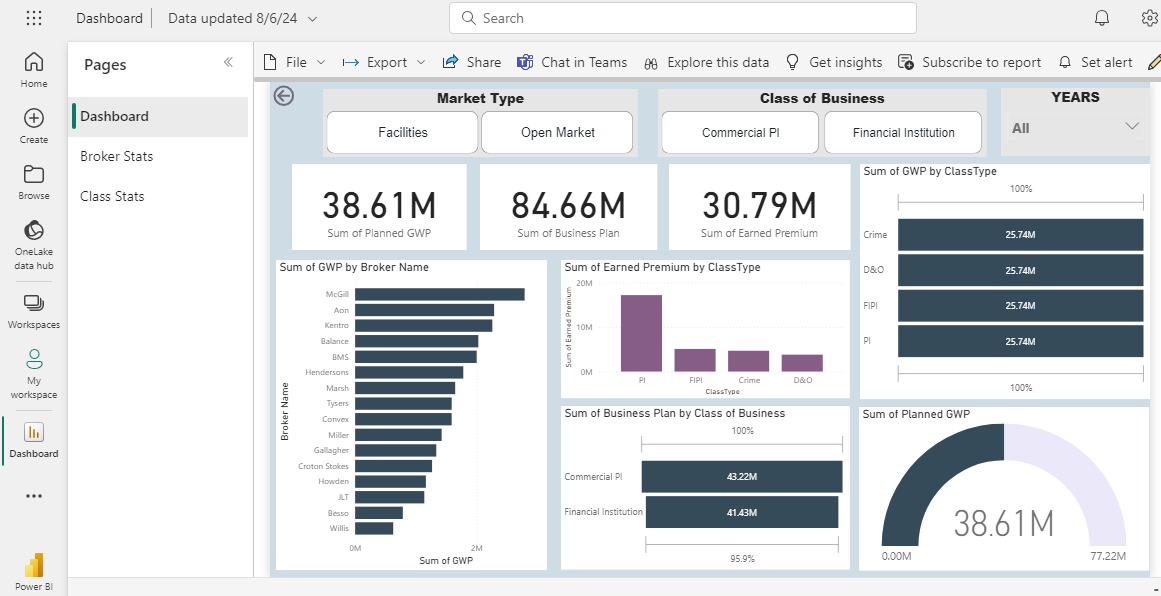 Dashboard
Data updated 8/6/24
Search
Home
Create
Browse
OneLake
data hub
Workspaces
My
workspace
Dashboard
Power BI
Pages
Dashboard
Broker Stats
Class Stats
File
Export
Share
Chat in Teams
Explore this data
Get insights
Subscribe to report
Set alert
Market Type
Facilities
Open Market
Class of Business
Commercial PI
Financial Institution
YEARS
All
38.61M
Sum of Planned GWP
84.66M
Sum of Business Plan
30.79M
Sum of Earned Premium
Sum of GWP by ClassType
100%
Crime
25.74M
D&O
25.74M
FIPI
25.74M
PI
25.74M
100%
Sum of GWP by Broker Name
Broker Name
McGill
Aon
Kentro
Balance
BMS
Hendersons
Marsh
Tysers
Convex
Miller
Gallagher
Croton Stokes
Howden
JLT
Besso
Willis
0M
2M
Sum of GWP
Sum of Earned Premium by ClassType
Sum of Earned Premium
20M
10M
0M
PI
FIPI
Crime
D&O
ClassType
Sum of Business Plan by Class of Business
100%
Commercial PI
43.22M
Financial Institution
41.43M
95.9%
Sum of Planned GWP
38.61M
0.00M
77.22M